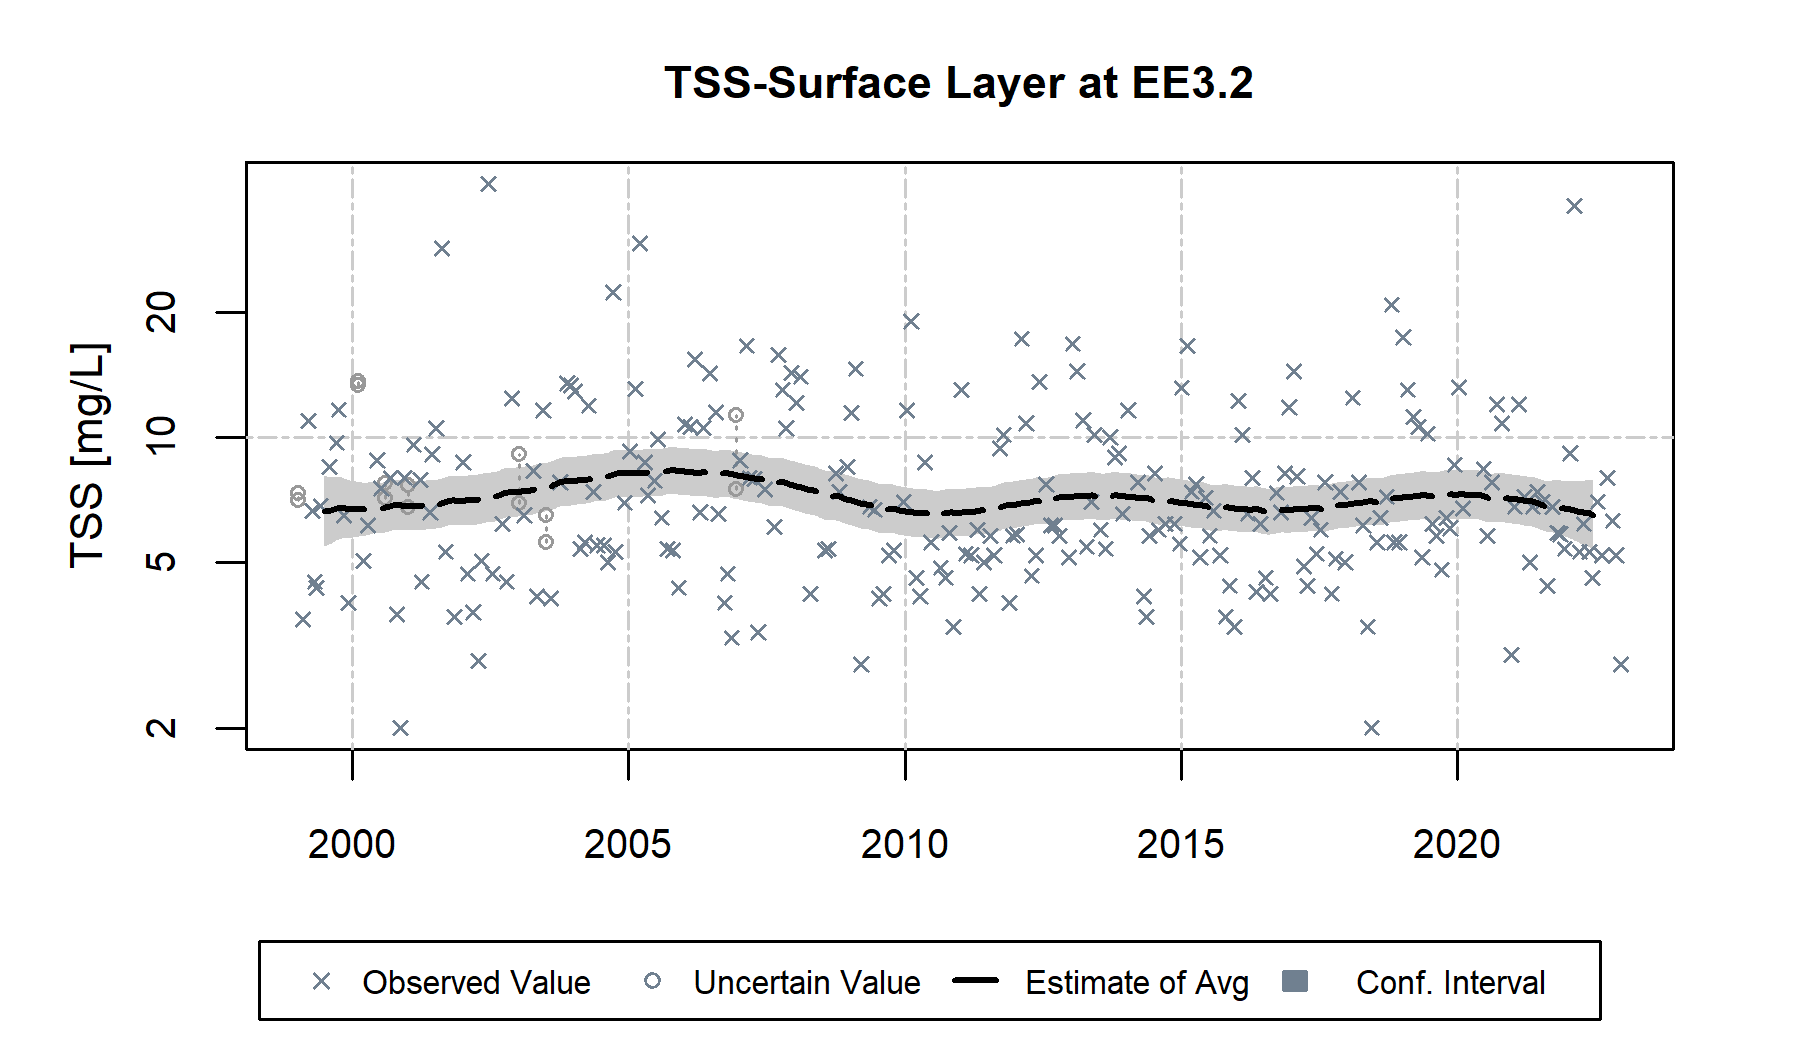 TSS-Surface Layer at EE3.2
TSS [mg/L]
20
10
5
2
2000 2005 2010 2015 2020
Observed Value Uncertain Value Estimate of Avg Conf. Interval